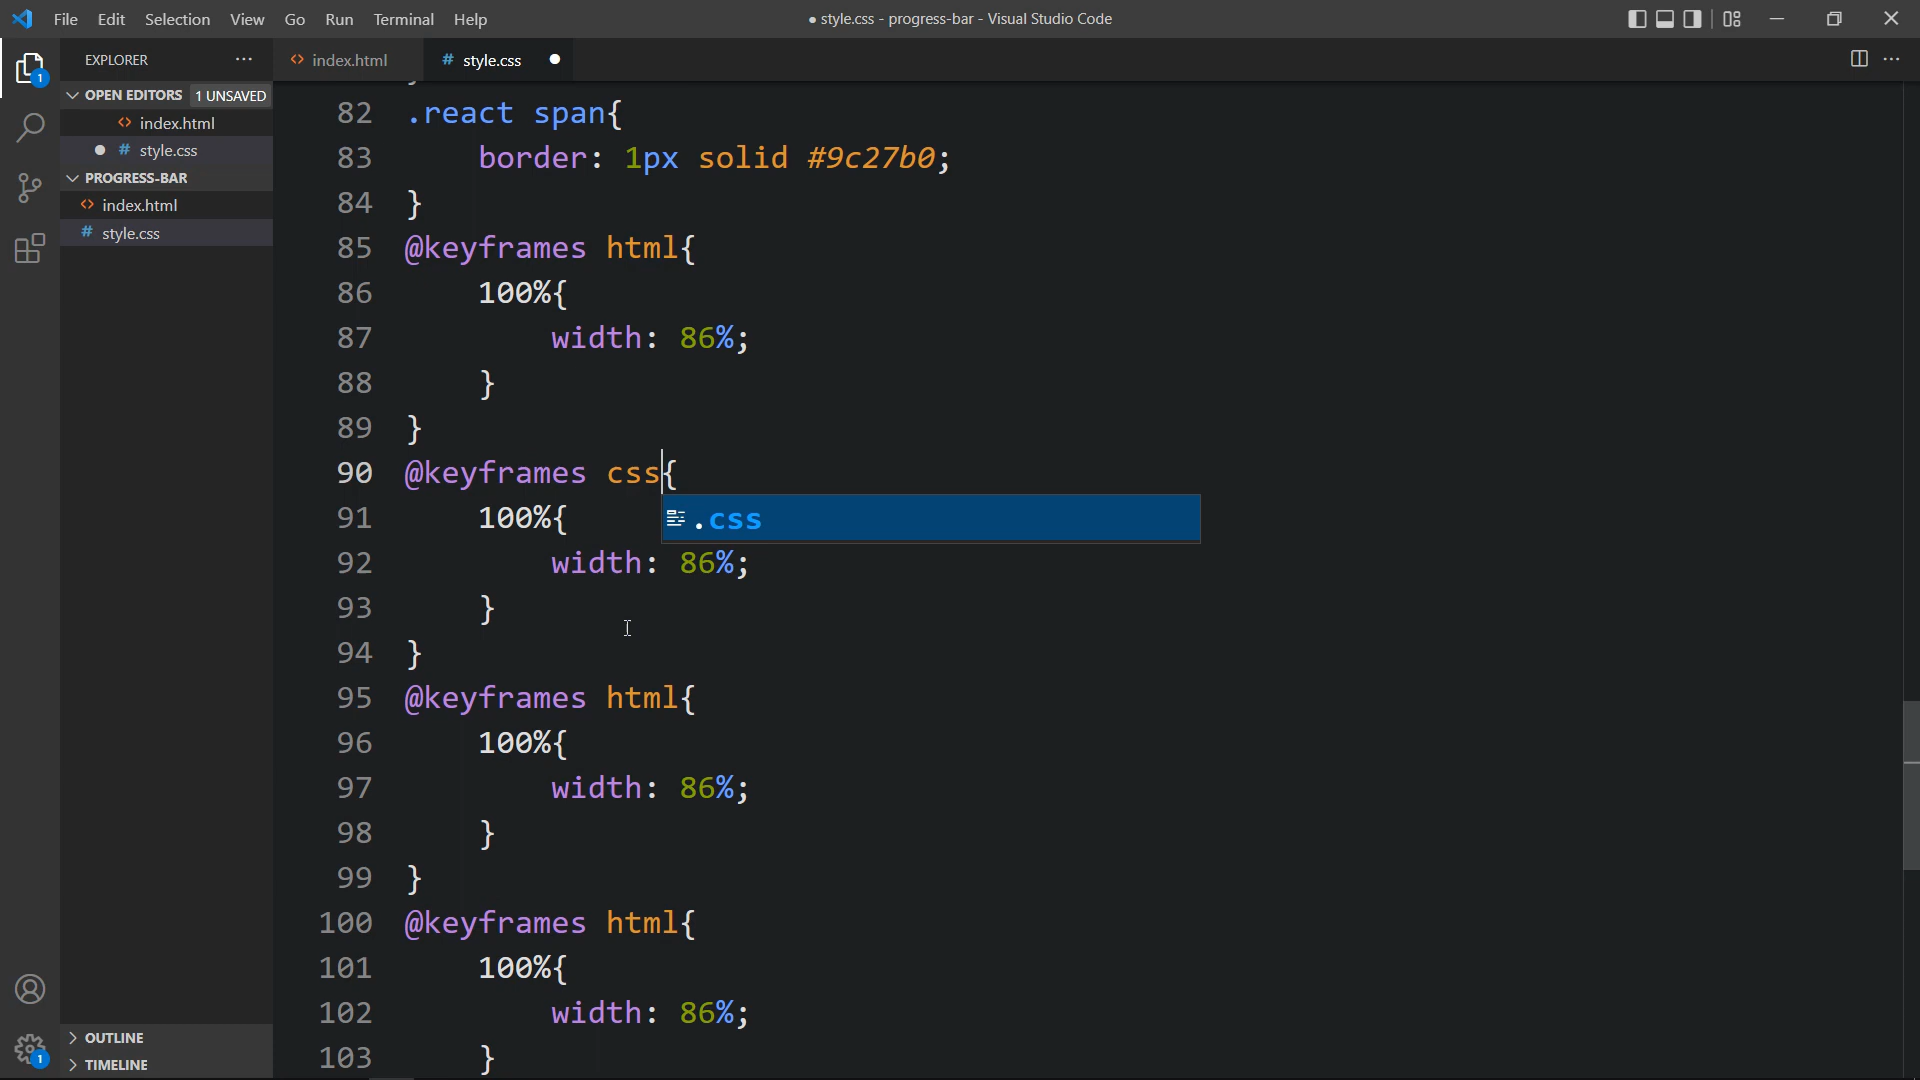 File Edit Selection View Go Run Terminal Help
● style.css - progress-bar - Visual Studio Code
EXPLORER ···
<> index.html
# style.css ●
OPEN EDITORS 1 UNSAVED
<> index.html
● # style.css
PROGRESS-BAR
<> index.html
# style.css
OUTLINE
TIMELINE
1
1
82 .react span{
83 border: 1px solid #9c27b0;
84 }
85 @keyframes html{
86 100%{
87 width: 86%;
88 }
89 }
90 @keyframes css{
.css
91 100%{
92 width: 86%;
93 }
94 }
95 @keyframes html{
96 100%{
97 width: 86%;
98 }
99 }
100 @keyframes html{
101 100%{
102 width: 86%;
103 }